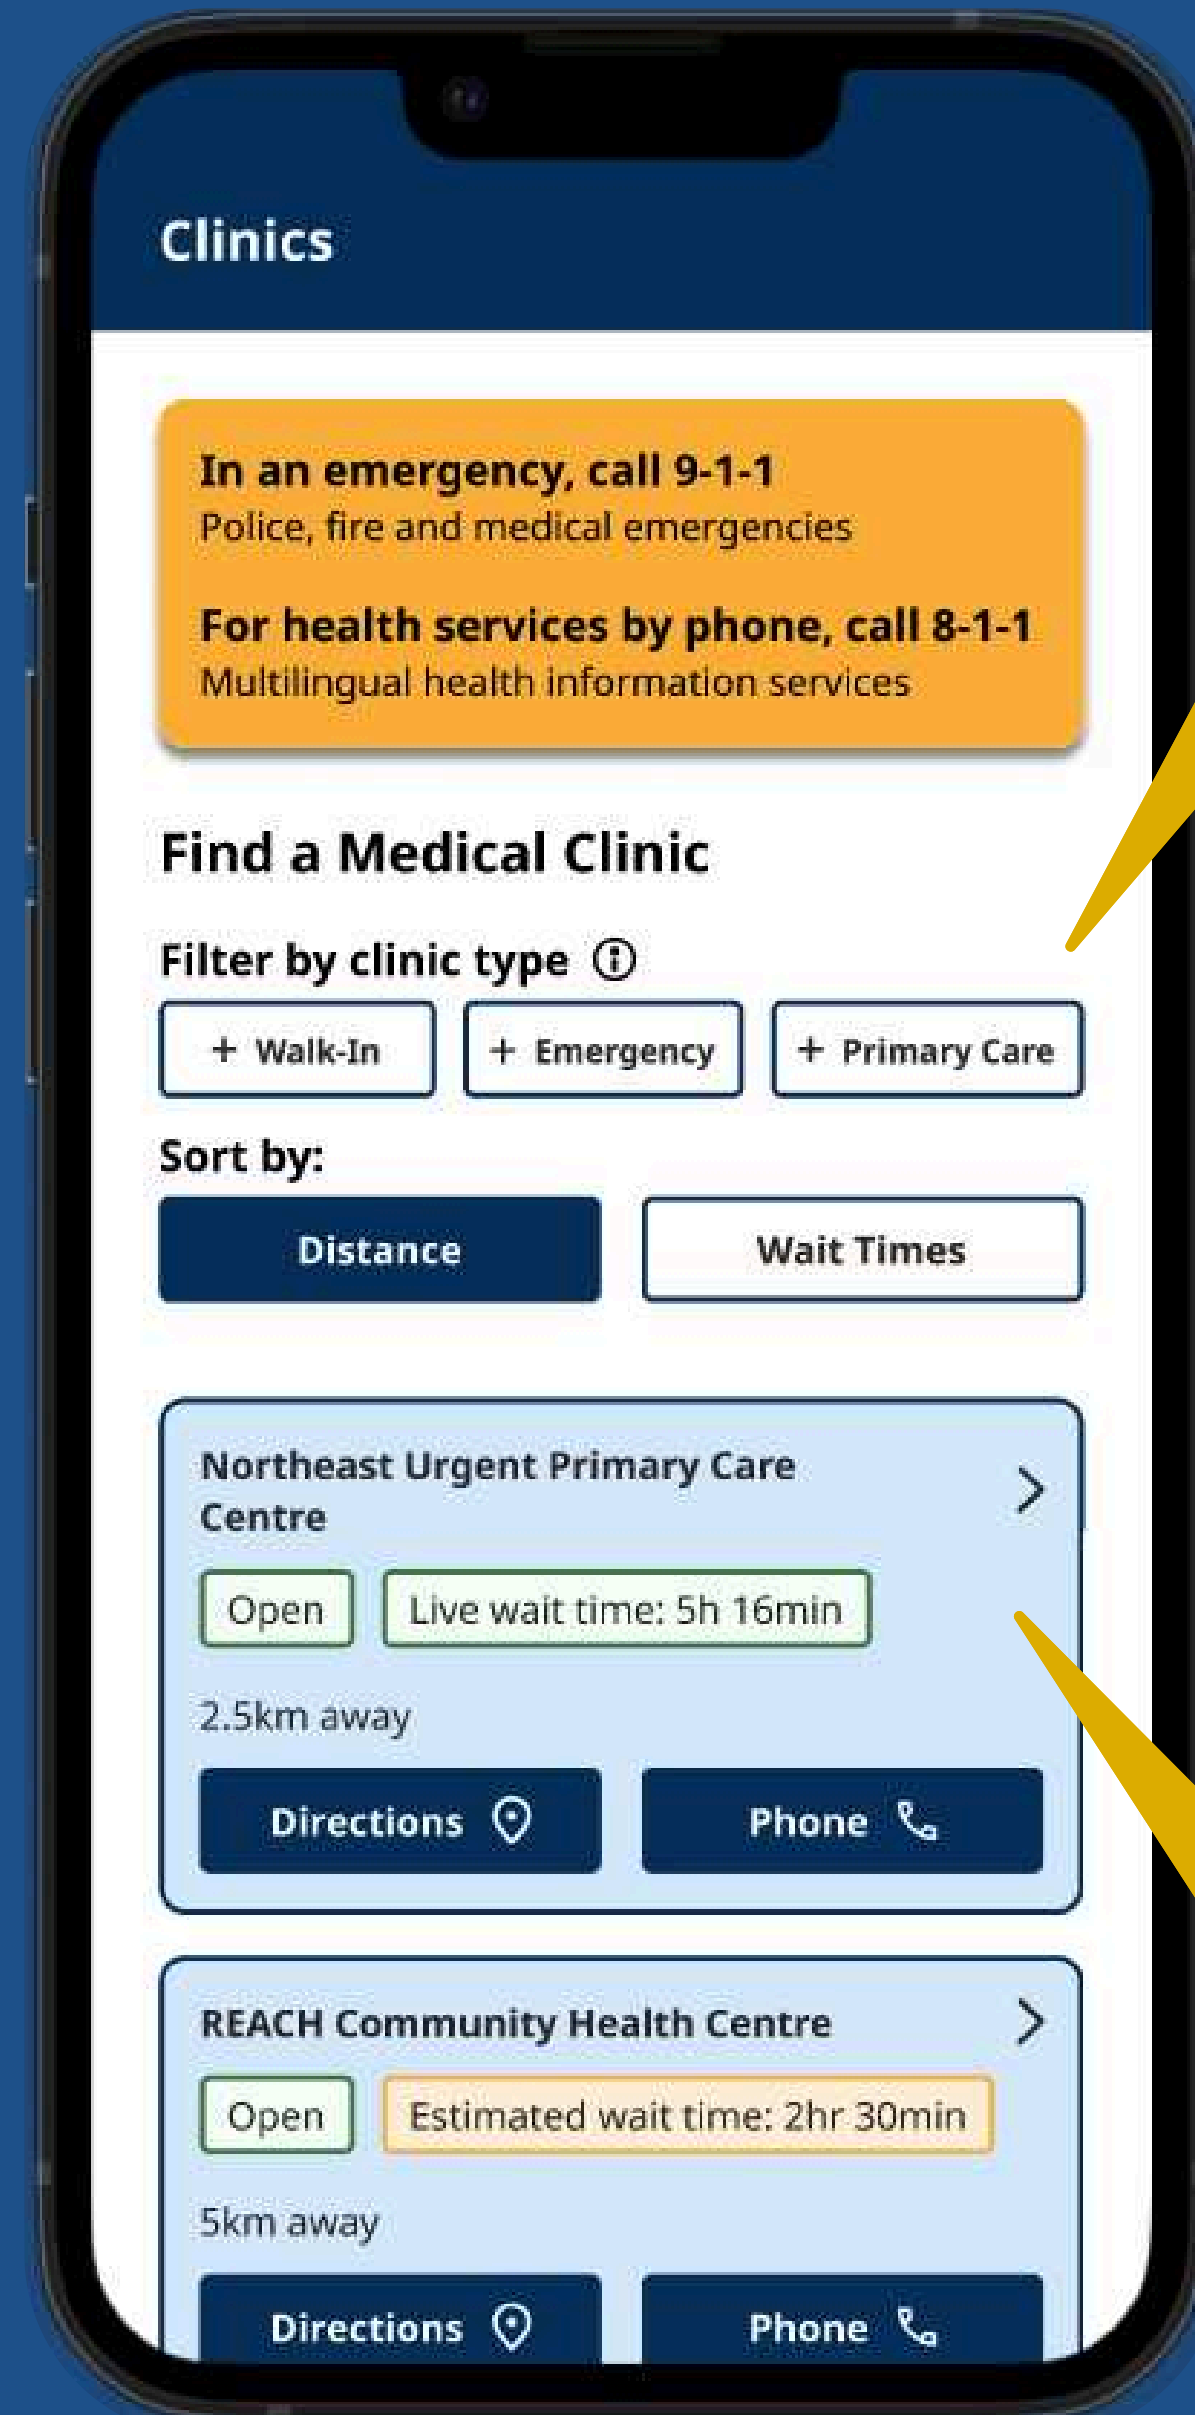 Clinics
In an emergency, call 9-1-1
Police, fire and medical emergencies
For health services by phone, call 8-1-1
Multilingual health information services
Find a Medical Clinic
Filter by clinic type
+ Walk-In
+ Emergency
+ Primary Care
Sort by:
Distance
Wait Times
Northeast Urgent Primary Care
Centre
Open
Live wait time: 5h 16min
2.5km away
Directions
Phone
REACH Community Health Centre
Open
Estimated wait time: 2hr 30min
5km away
Directions
Phone